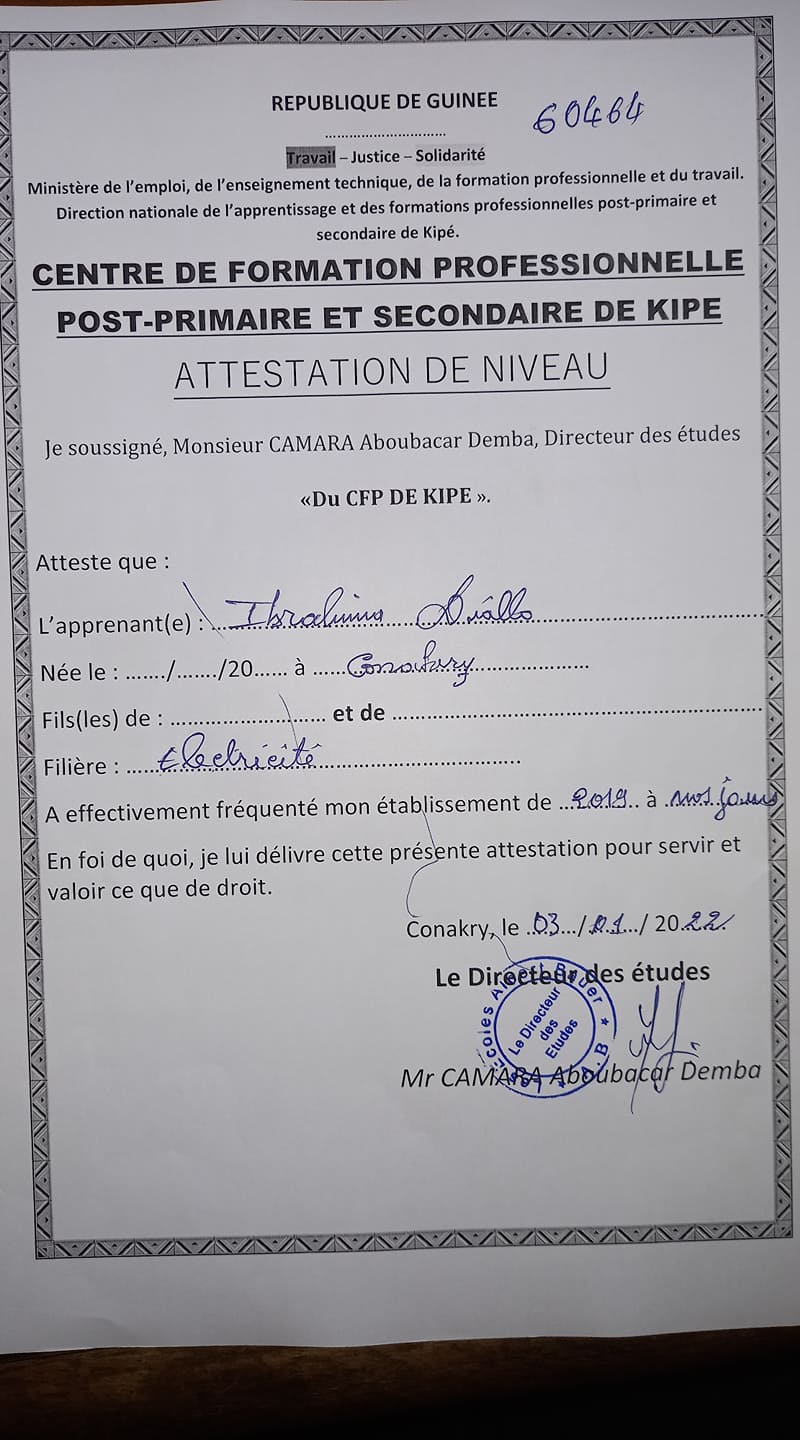 REPUBLIQUE DE GUINEE
60464
..............................
Travail – Justice – Solidarité
Ministère de l'emploi, de l'enseignement technique, de la formation professionnelle et du travail.
Direction nationale de l'apprentissage et des formations professionnelles post-primaire et
secondaire de Kipé.
CENTRE DE FORMATION PROFESSIONNELLE
POST-PRIMAIRE ET SECONDAIRE DE KIPE
ATTESTATION DE NIVEAU
Je soussigné, Monsieur CAMARA Aboubacar Demba, Directeur des études
«Du CFP DE KIPE ».
Atteste que :
L'apprenant(e) : Ibrahima Diallo
Née le : ......./......./20...... à ......Conakry
Fils(les) de : .......................... et de ..........................
Filière : .....Electricité
A effectivement fréquenté mon établissement de ..2019.. à .nos jours
En foi de quoi, je lui délivre cette présente attestation pour servir et
valoir ce que de droit.
Conakry, le .03.../.01.../ 20.22.
Le Directeur des études
Ecoles Bauer
Le Directeur
des
Etudes
Mr CAMARA Aboubacar Demba